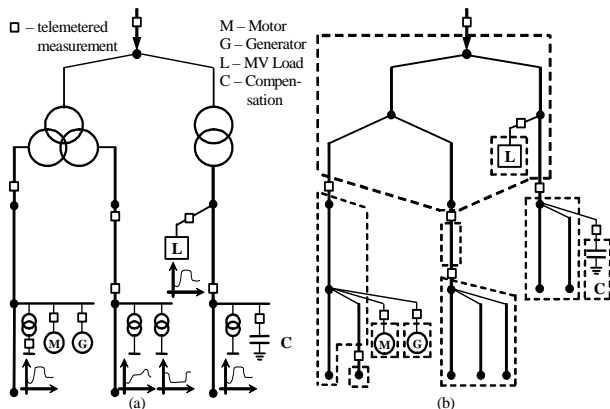 – telemetered
measurement
M – Motor
G – Generator
L – MV Load
C – Compen-
sation
L
L
M
G
C
M
G
C
(a)
(b)